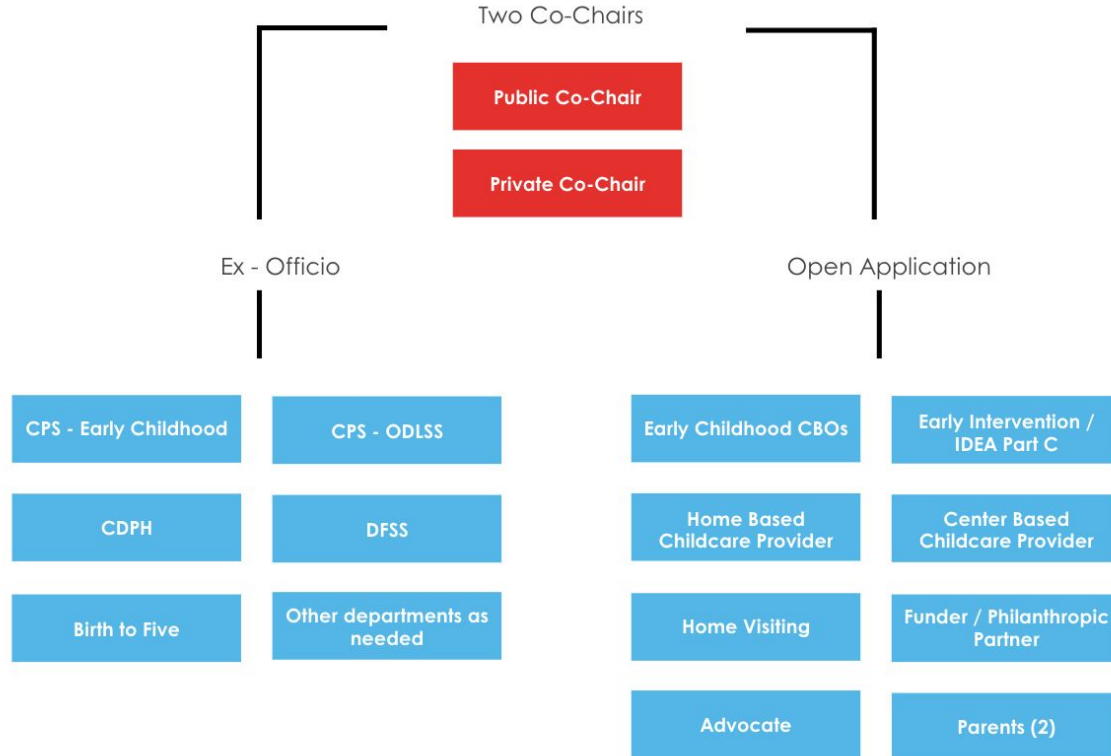 Two Co-Chairs
Public Co-Chair
Private Co-Chair
Ex - Officio
Open Application
CPS - Early Childhood
CPS - ODLSS
CDPH
DFSS
Birth to Five
Other departments as
needed
Early Childhood CBOs
Early Intervention /
IDEA Part C
Home Based
Childcare Provider
Center Based
Childcare Provider
Home Visiting
Funder / Philanthropic
Partner
Advocate
Parents (2)